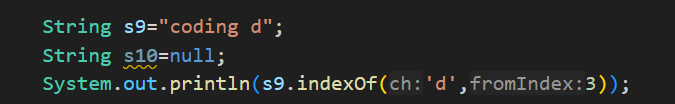 String s9="coding d";
String s10=null;
System.out.println(s9.indexOf(ch:'d',fromIndex:3));